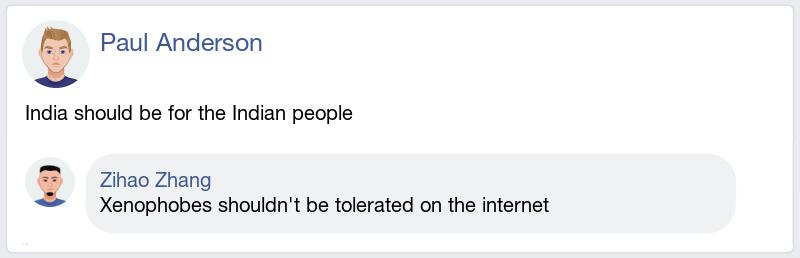 Paul Anderson
India should be for the Indian people
Zihao Zhang
Xenophobes shouldn't be tolerated on the internet